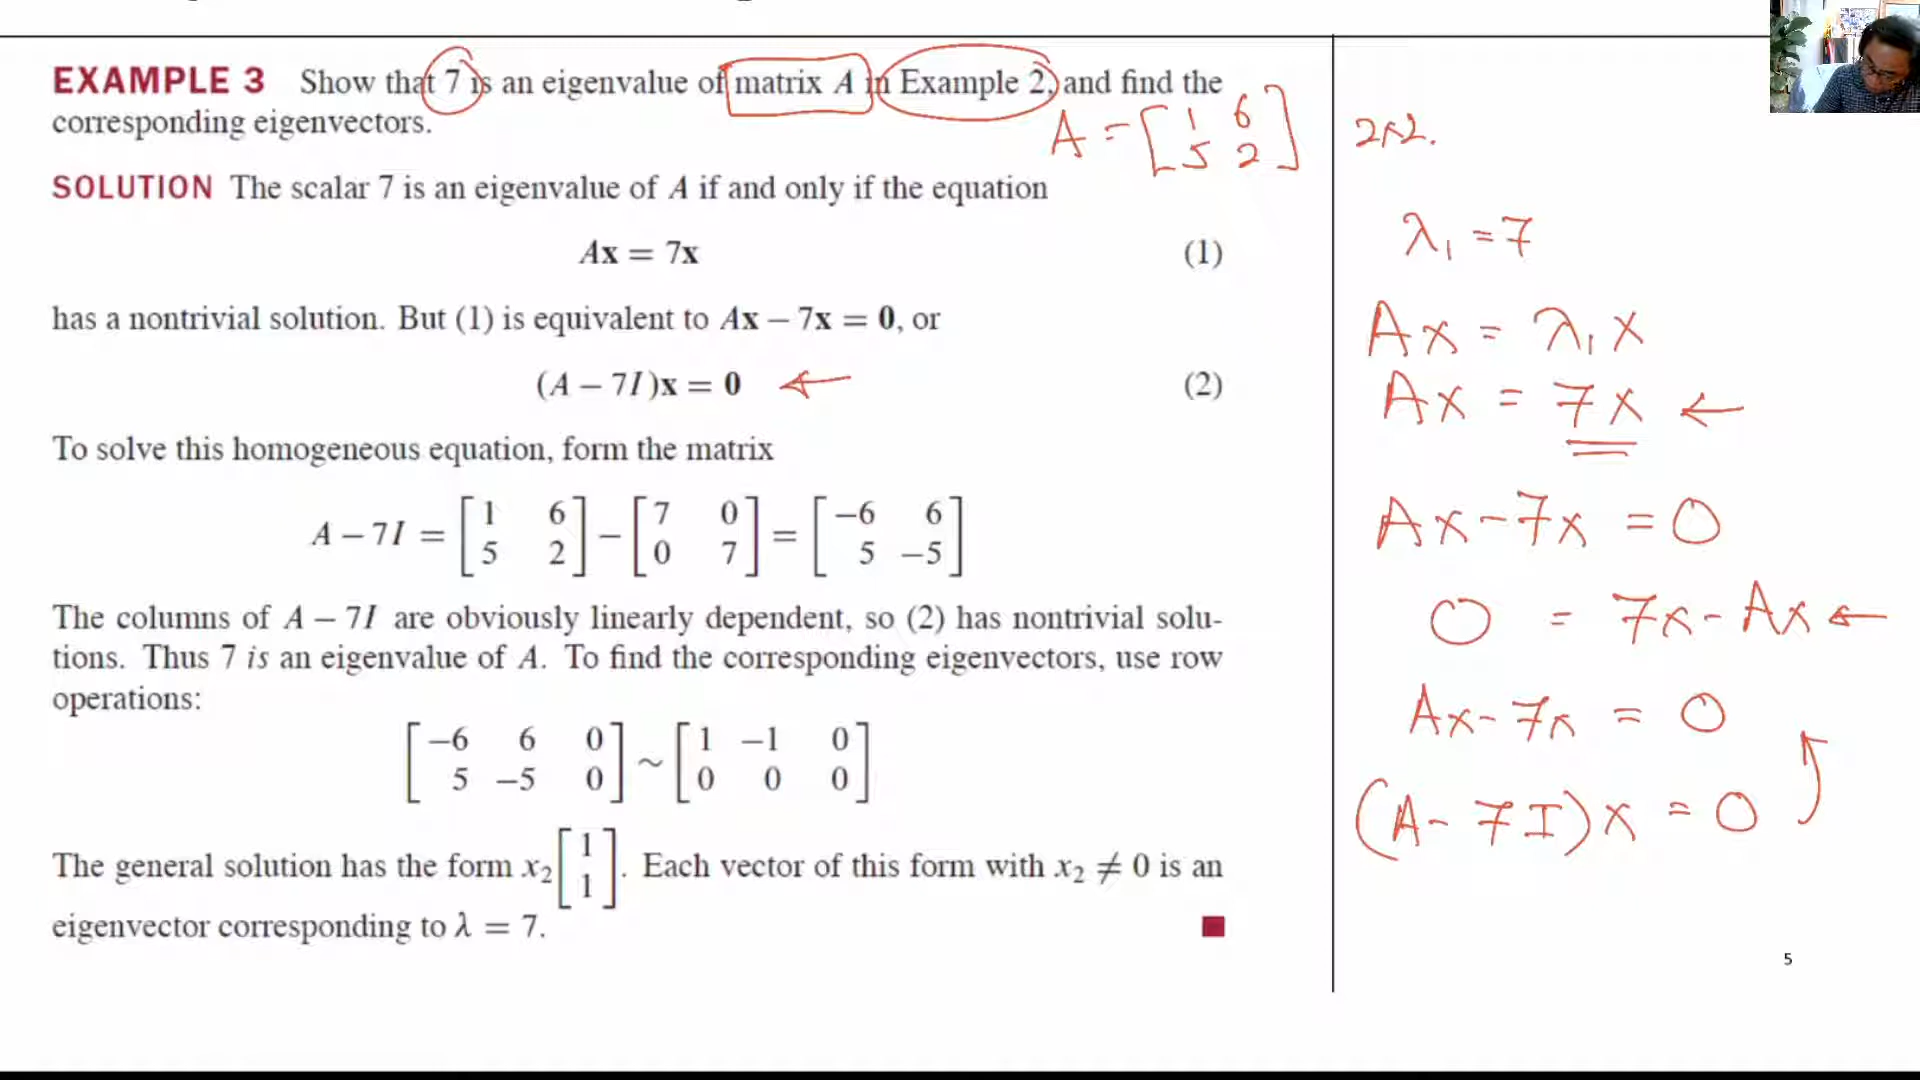 EXAMPLE 3 Show that 7 is an eigenvalue of matrix A in Example 2, and find the
corresponding eigenvectors.
A = [1 6; 5 2]
SOLUTION The scalar 7 is an eigenvalue of A if and only if the equation
Ax = 7x (1)
has a nontrivial solution. But (1) is equivalent to Ax − 7x = 0, or
(A − 7I)x = 0 ← (2)
To solve this homogeneous equation, form the matrix
A − 7I = [1 6; 5 2] − [7 0; 0 7] = [−6 6; 5 −5]
The columns of A − 7I are obviously linearly dependent, so (2) has nontrivial solu-
tions. Thus 7 is an eigenvalue of A. To find the corresponding eigenvectors, use row
operations:
[−6 6 0; 5 −5 0] ~ [1 −1 0; 0 0 0]
The general solution has the form x₂[1; 1]. Each vector of this form with x₂ ≠ 0 is an
eigenvector corresponding to λ = 7.
2×2.
λ₁ = 7
Ax = λ₁x
Ax = 7x ←
Ax − 7x = 0
0 = 7x − Ax ←
Ax − 7x = 0
(A − 7I)x = 0
5